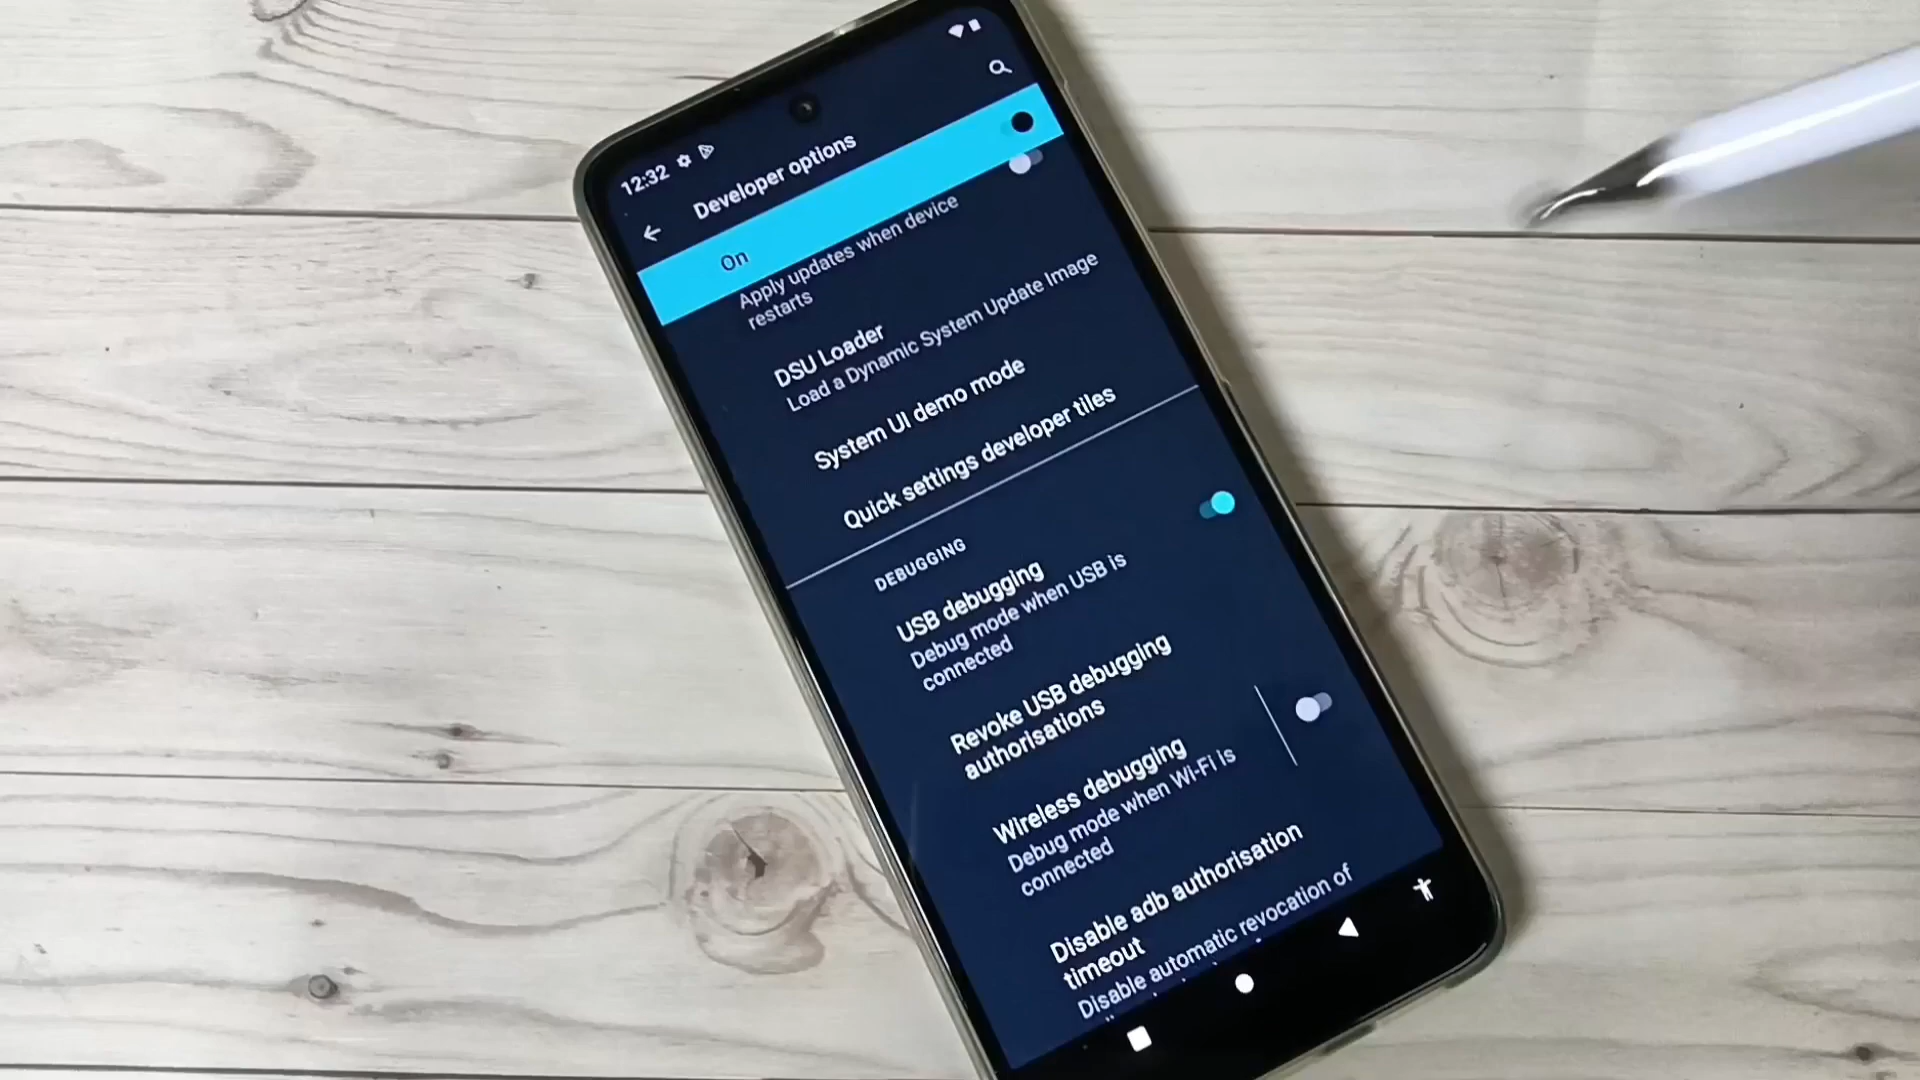 12:32
Developer options
On
Apply updates when device
restarts
DSU Loader
Load a Dynamic System Update Image
System UI demo mode
Quick settings developer tiles
DEBUGGING
USB debugging
Debug mode when USB is
connected
Revoke USB debugging
authorisations
Wireless debugging
Debug mode when Wi-Fi is
connected
Disable adb authorisation
timeout
Disable automatic revocation of